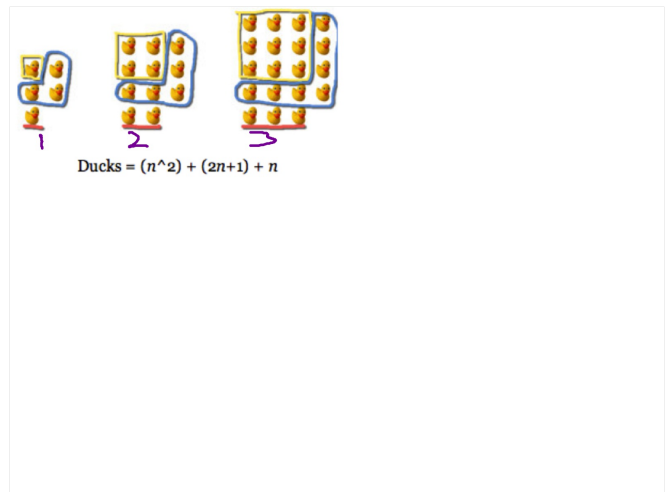 1 2 3
Ducks = (n^2) + (2n+1) + n